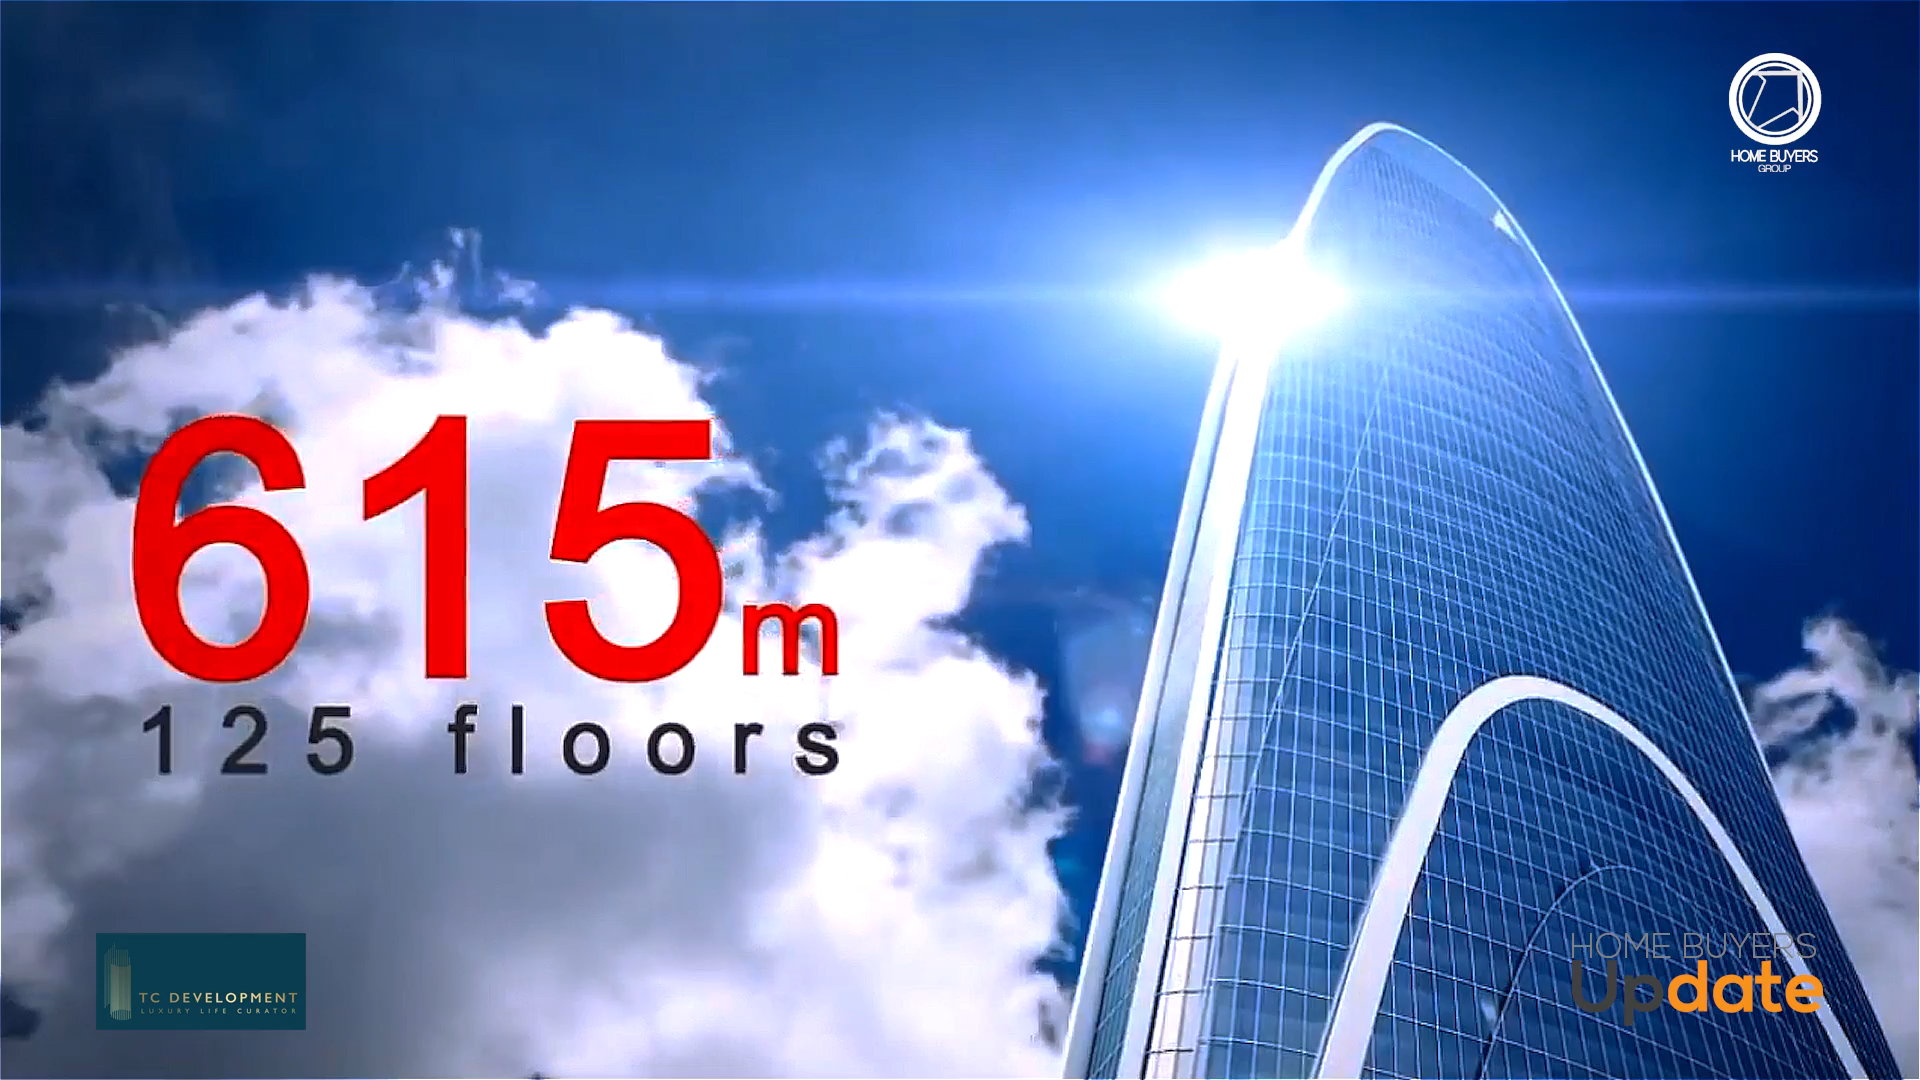 HOME BUYERS
GROUP
615m
125 floors
TC DEVELOPMENT
LUXURY LIFE CURATOR
HOME BUYERS
Update